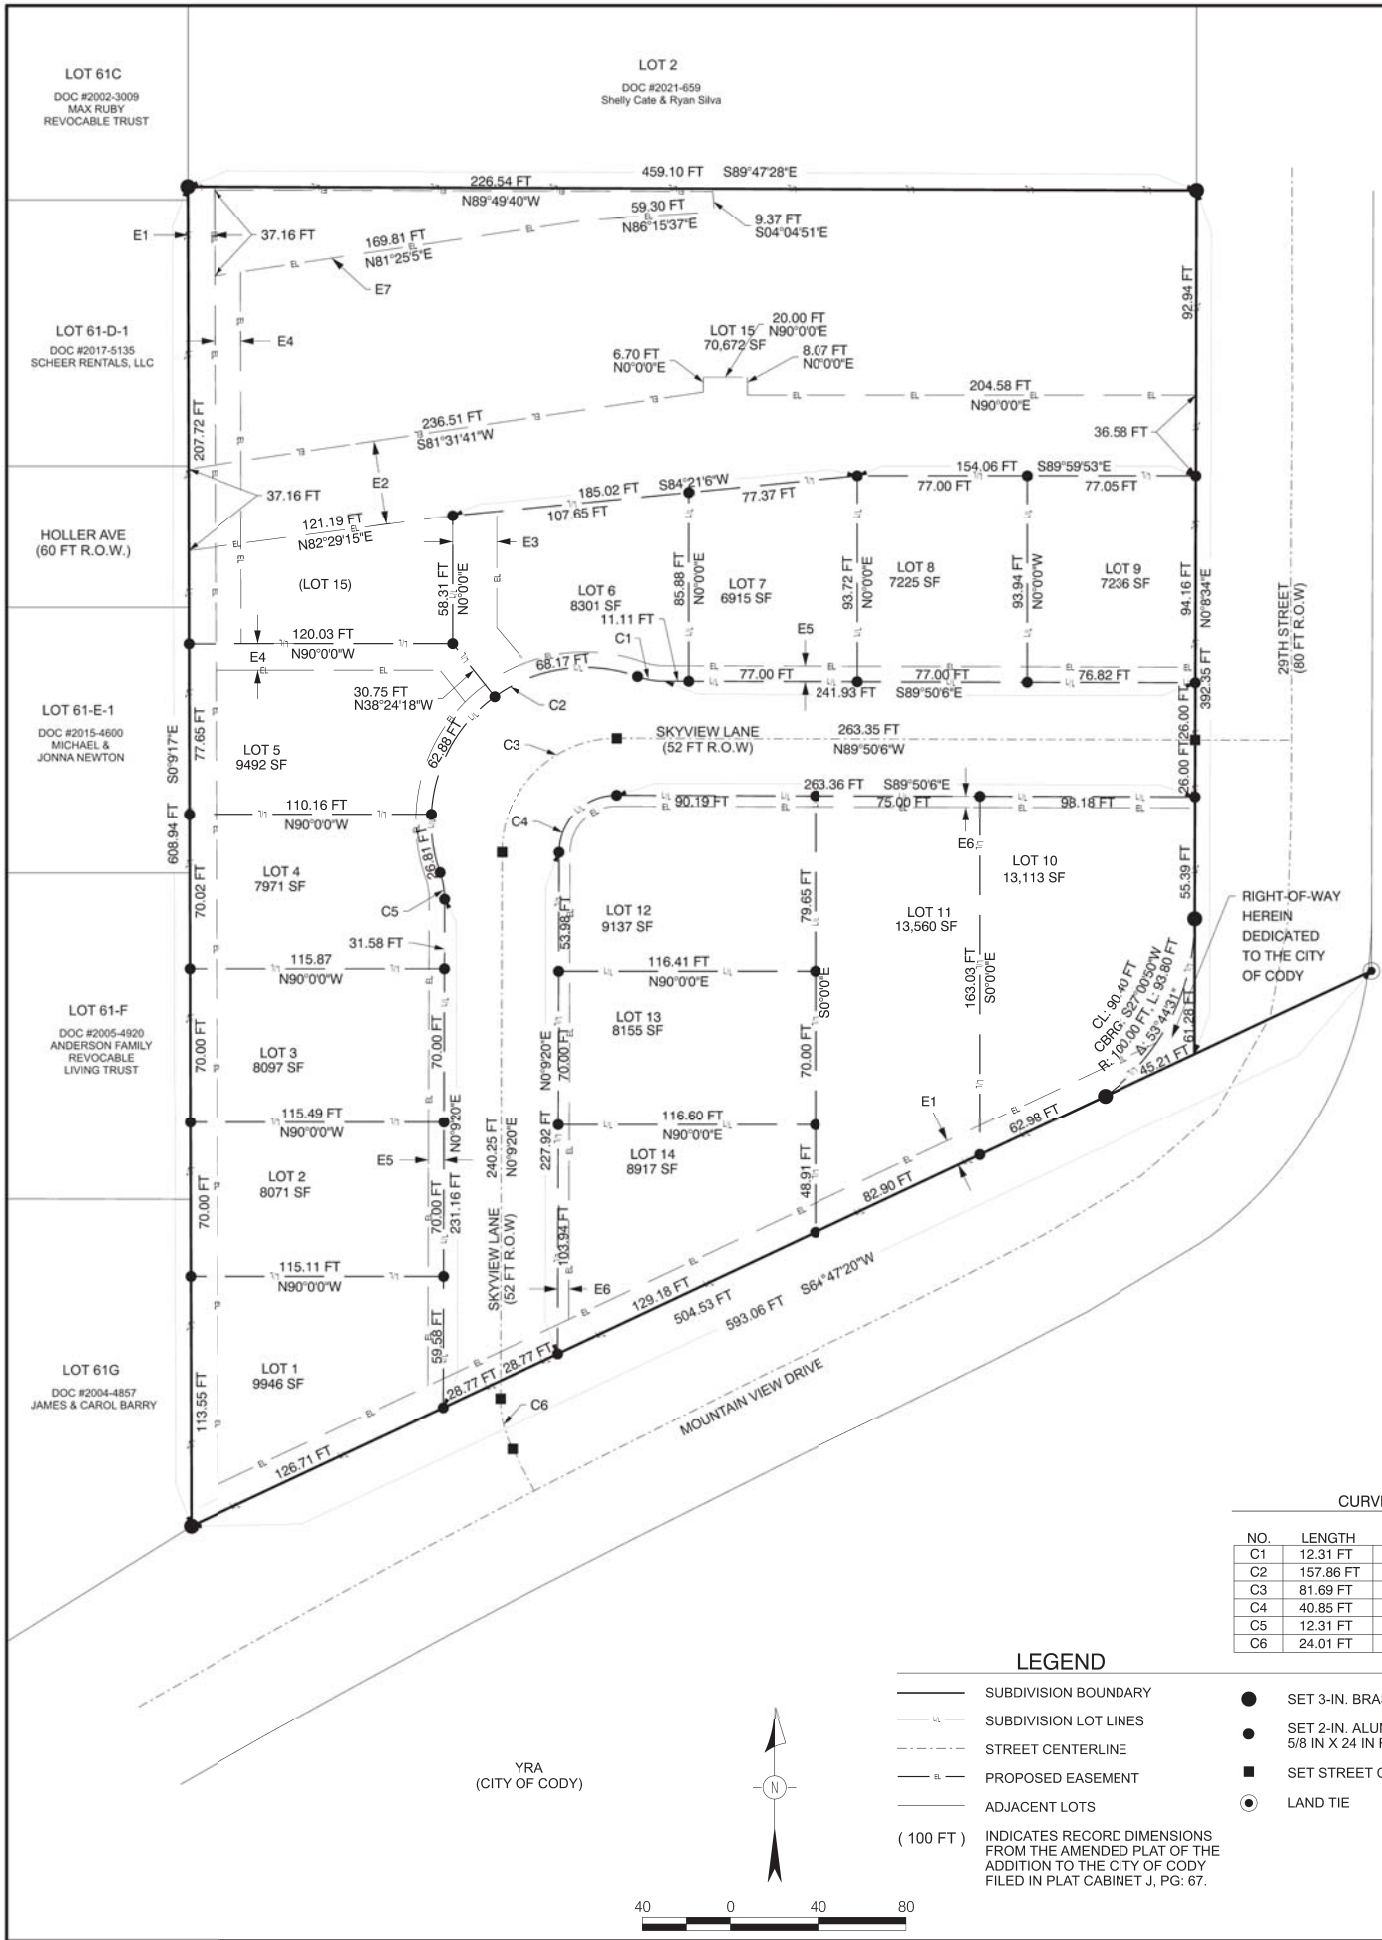 LOT 61C
DOC #2002-3009
MAX RUBY
REVOCABLE TRUST
LOT 2
DOC #2021-659
Shelly Cate & Ryan Silva
459.10 FT S89°47'28"E
226.54 FT
N89°49'40"W
59.30 FT
N86°15'37"E
9.37 FT
S04°04'51"E
E1
37.16 FT
169.81 FT
N81°25'5"E
E7
92.94 FT
LOT 61-D-1
DOC #2017-5135
SCHEER RENTALS, LLC
E4
LOT 15
70,672 SF
20.00 FT
N90°0'0"E
6.70 FT
N0°0'0"E
8.07 FT
N0°0'0"E
204.58 FT
N90°0'0"E
207.72 FT
236.51 FT
S81°31'41"W
36.58 FT
E2
37.16 FT
185.02 FT S84°21'6"W
107.65 FT
77.37 FT
154.06 FT S89°59'53"E
77.00 FT
77.05 FT
HOLLER AVE
(60 FT R.O.W.)
121.19 FT
N82°29'15"E
E3
(LOT 15)
58.31 FT
N0°0'0"E
LOT 6
8301 SF
85.88 FT
N0°0'0"E
LOT 7
6915 SF
93.72 FT
N0°0'0"E
LOT 8
7225 SF
93.94 FT
N0°0'0"W
LOT 9
7236 SF
94.16 FT
N0°8'34"E
392.35 FT
29TH STREET
(80 FT R.O.W)
11.11 FT
C1
E5
120.03 FT
N90°0'0"W
E4
68.17 FT
77.00 FT
77.00 FT
76.82 FT
241.93 FT S89°50'6"E
30.75 FT
N38°24'18"W
C2
LOT 61-E-1
DOC #2015-4600
MICHAEL &
JONNA NEWTON
S0°9'17"E
608.94 FT
77.65 FT
LOT 5
9492 SF
62.88 FT
C3
SKYVIEW LANE
(52 FT R.O.W)
263.35 FT
N89°50'6"W
26.00 FT
26.00 FT
110.16 FT
N90°0'0"W
263.36 FT S89°50'6"E
90.19 FT
75.00 FT
98.18 FT
C4
E6
26.81 FT
LOT 4
7971 SF
70.02 FT
C5
31.58 FT
LOT 12
9137 SF
53.98 FT
79.65 FT
LOT 11
13,560 SF
LOT 10
13,113 SF
55.39 FT
RIGHT-OF-WAY
HEREIN
DEDICATED
TO THE CITY
OF CODY
115.87
N90°0'0"W
116.41 FT
N90°0'0"E
S0°0'0"E
163.03 FT
S0°0'0"E
CL: 90.40 FT
CBRG: S27°00'50"W
R: 100.00 FT, L: 93.80 FT
Δ: 53°44'31"
61.28 FT
45.21 FT
LOT 61-F
DOC #2005-4920
ANDERSON FAMILY
REVOCABLE
LIVING TRUST
LOT 3
8097 SF
70.00 FT
70.00 FT
N0°9'20"E
LOT 13
8155 SF
N0°9'20"E
70.00 FT
70.00 FT
115.49 FT
N90°0'0"W
116.60 FT
N90°0'0"E
E1
62.98 FT
E5
LOT 2
8071 SF
70.00 FT
70.00 FT
231.16 FT
240.25 FT
N0°9'20"E
227.92 FT
LOT 14
8917 SF
48.91 FT
82.90 FT
SKYVIEW LANE
(52 FT R.O.W)
103.94 FT
115.11 FT
N90°0'0"W
E6
129.18 FT
504.53 FT
593.06 FT S64°47'20"W
LOT 61G
DOC #2004-4857
JAMES & CAROL BARRY
LOT 1
9946 SF
113.55 FT
59.58 FT
28.77 FT
28.77 FT
C6
126.71 FT
MOUNTAIN VIEW DRIVE
NO. LENGTH
C1 12.31 FT
C2 157.86 FT
C3 81.69 FT
C4 40.85 FT
C5 12.31 FT
C6 24.01 FT
LEGEND
SUBDIVISION BOUNDARY
SUBDIVISION LOT LINES
STREET CENTERLINE
PROPOSED EASEMENT
ADJACENT LOTS
( 100 FT ) INDICATES RECORD DIMENSIONS
FROM THE AMENDED PLAT OF THE
ADDITION TO THE CITY OF CODY
FILED IN PLAT CABINET J, PG: 67.
SET 3-IN.
SET 2-IN.
5/8 IN X 24 IN
SET STREET
LAND TIE
YRA
(CITY OF CODY)
N
40 0 40 80